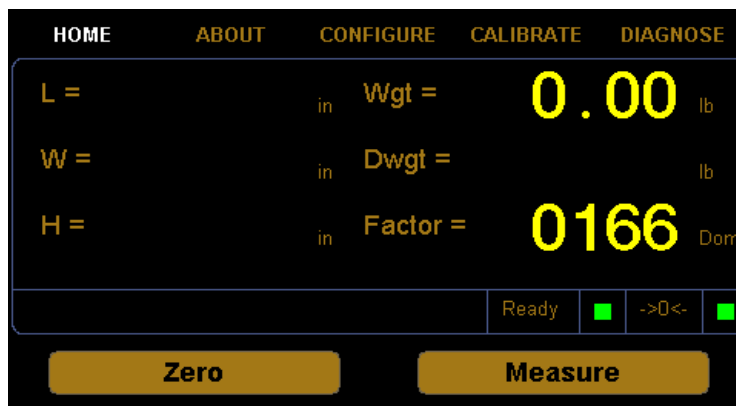 HOME ABOUT CONFIGURE CALIBRATE DIAGNOSE
L = in Wgt = 0.00 lb
W = in Dwgt = lb
H = in Factor = 0166 Dom
Ready ->0<-
Zero Measure